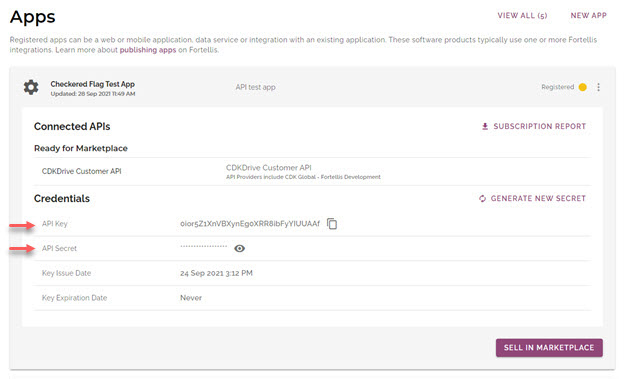 Apps
VIEW ALL (5)
NEW APP
Registered apps can be a web or mobile application, data service or integration with an existing application. These software products typically use one or more Fortellis
integrations. Learn more about publishing apps on Fortellis.
Checkered Flag Test App
Updated: 28 Sep 2021 11:49 AM
API test app
Registered
Connected APIs
SUBSCRIPTION REPORT
Ready for Marketplace
CDKDrive Customer API
CDKDrive Customer API
API Providers include CDK Global - Fortellis Development
Credentials
GENERATE NEW SECRET
API Key
0ior5Z1XnVBXynEg0XRR8ibFyYIUUAAf
API Secret
******************
Key Issue Date
24 Sep 2021 3:12 PM
Key Expiration Date
Never
SELL IN MARKETPLACE